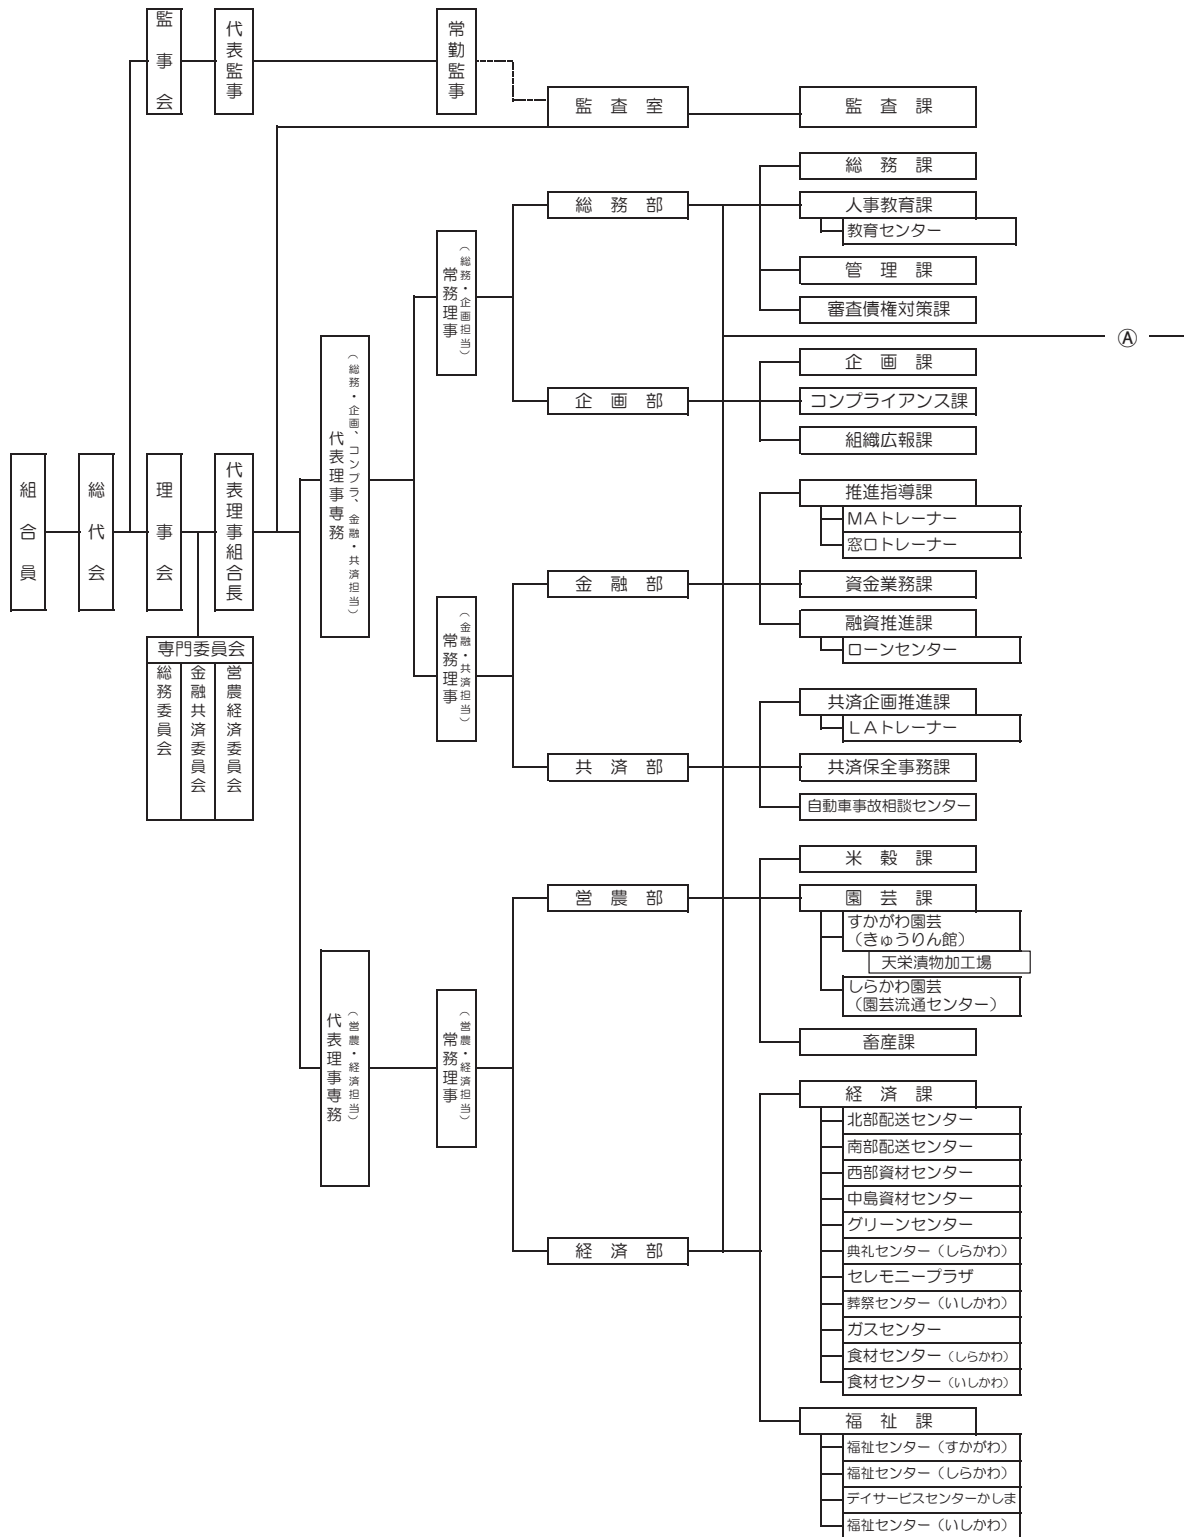 監事会
代表監事
常勤監事
監査室
監査課
組合員
総代会
理事会
代表理事組合長
専門委員会
総務委員会
金融共済委員会
営農経済委員会
代表理事専務
（総務・企画、コンプラ、金融・共済担当）
常務理事
（総務・企画担当）
総務部
総務課
人事教育課
教育センター
管理課
審査債権対策課
Ⓐ
企画部
企画課
コンプライアンス課
組織広報課
常務理事
（金融・共済担当）
金融部
推進指導課
ＭＡトレーナー
窓口トレーナー
資金業務課
融資推進課
ローンセンター
共済部
共済企画推進課
ＬＡトレーナー
共済保全事務課
自動車事故相談センター
代表理事専務
（営農・経済担当）
常務理事
（営農・経済担当）
営農部
米穀課
園芸課
すかがわ園芸
（きゅうりん館）
天栄漬物加工場
しらかわ園芸
（園芸流通センター）
畜産課
経済部
経済課
北部配送センター
南部配送センター
西部資材センター
中島資材センター
グリーンセンター
典礼センター（しらかわ）
セレモニープラザ
葬祭センター（いしかわ）
ガスセンター
食材センター（しらかわ）
食材センター（いしかわ）
福祉課
福祉センター（すかがわ）
福祉センター（しらかわ）
デイサービスセンターかしま
福祉センター（いしかわ）